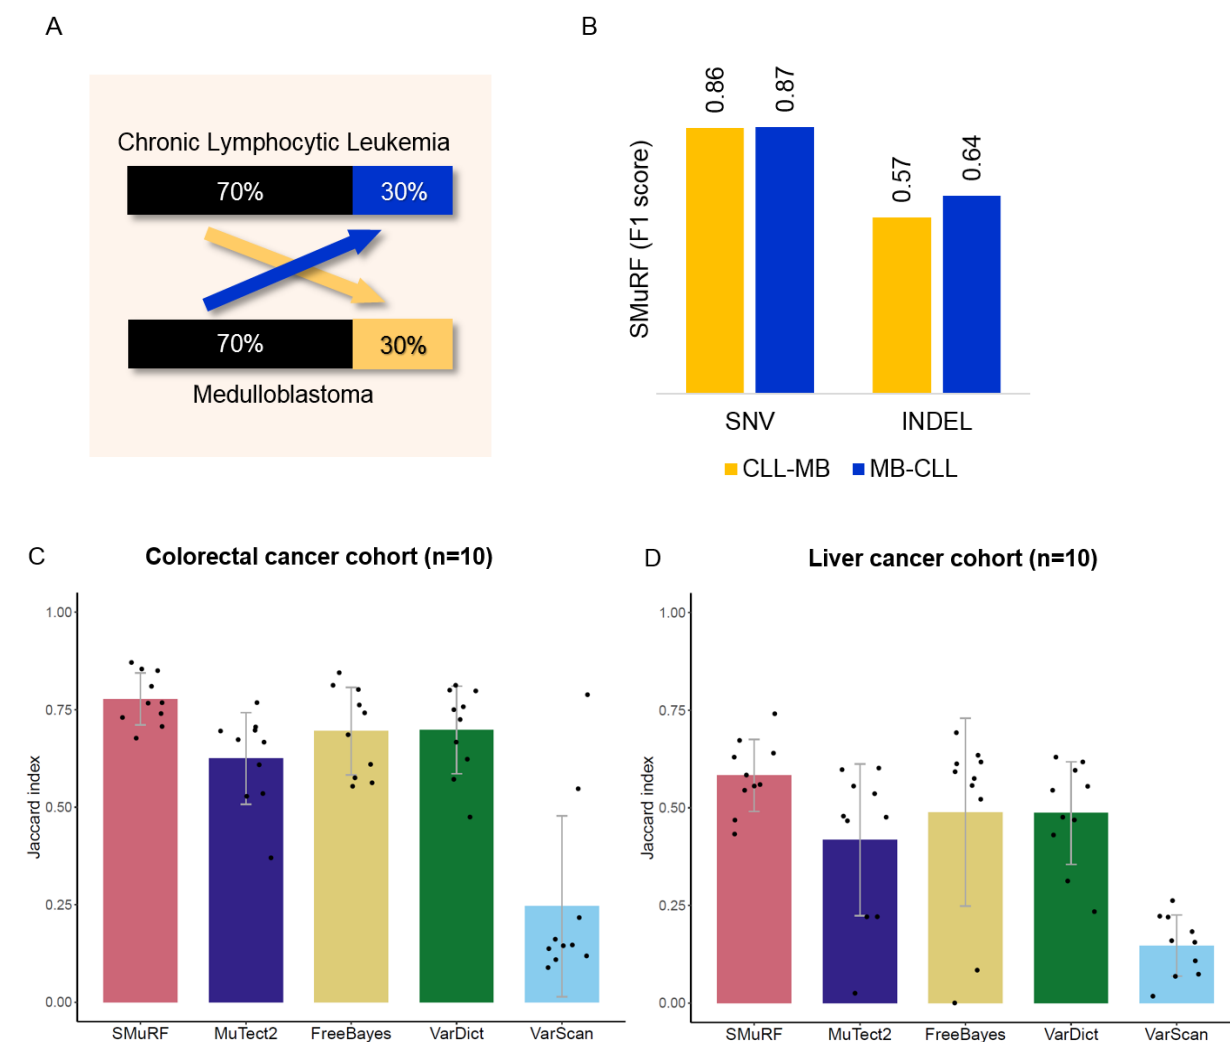 A
Chronic Lymphocytic Leukemia
70%
30%
70%
30%
Medulloblastoma
B
SMuRF (F1 score)
0.86
0.87
0.57
0.64
SNV
INDEL
CLL-MB
MB-CLL
C
Colorectal cancer cohort (n=10)
Jaccard index
1.00
0.75
0.50
0.25
0.00
SMuRF
MuTect2
FreeBayes
VarDict
VarScan
D
Liver cancer cohort (n=10)
Jaccard index
1.00
0.75
0.50
0.25
0.00
SMuRF
MuTect2
FreeBayes
VarDict
VarScan